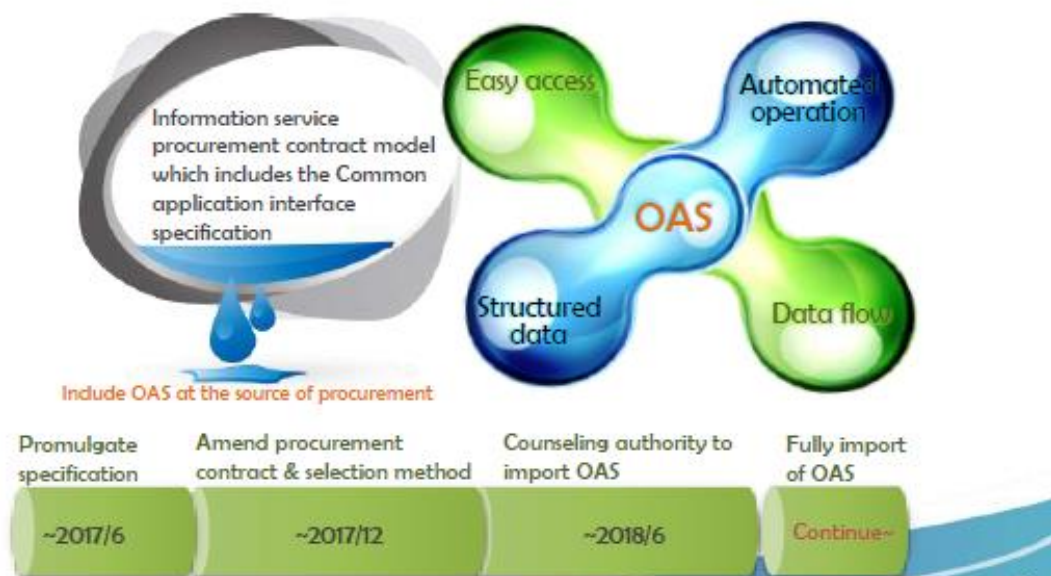 Information service
procurement contract model
which includes the Common
application interface
specification
Include OAS at the source of procurement
Easy access
Automated
operation
OAS
Structured
data
Data flow
Promulgate
specification
Amend procurement
contract & selection method
Counseling authority to
import OAS
Fully import
of OAS
~2017/6
~2017/12
~2018/6
Continue~